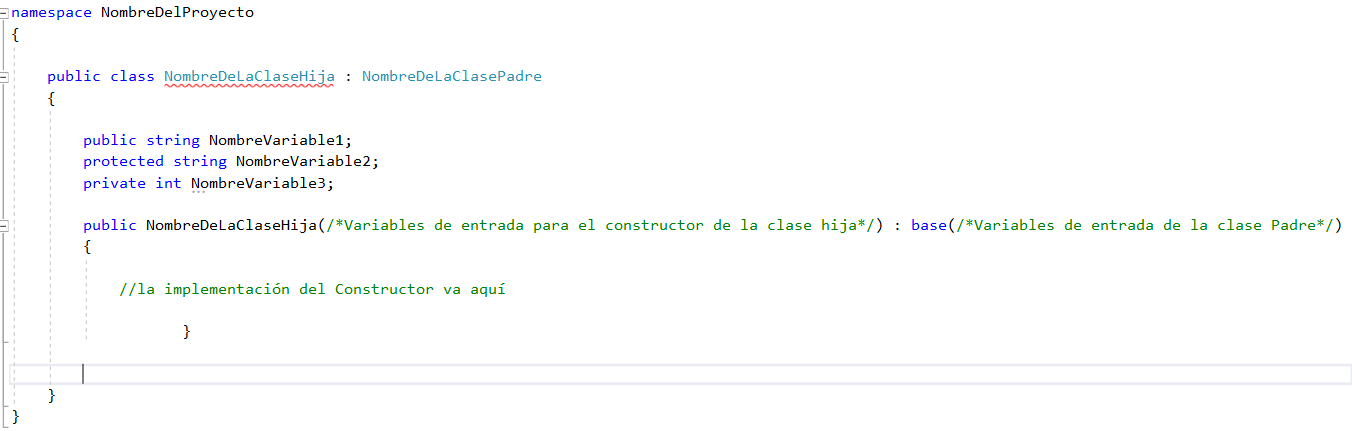 namespace NombreDelProyecto
{
public class NombreDeLaClaseHija : NombreDeLaClasePadre
{
public string NombreVariable1;
protected string NombreVariable2;
private int NombreVariable3;
public NombreDeLaClaseHija(/*Variables de entrada para el constructor de la clase hija*/) : base(/*Variables de entrada de la clase Padre*/)
{
//la implementación del Constructor va aquí
}
}
}